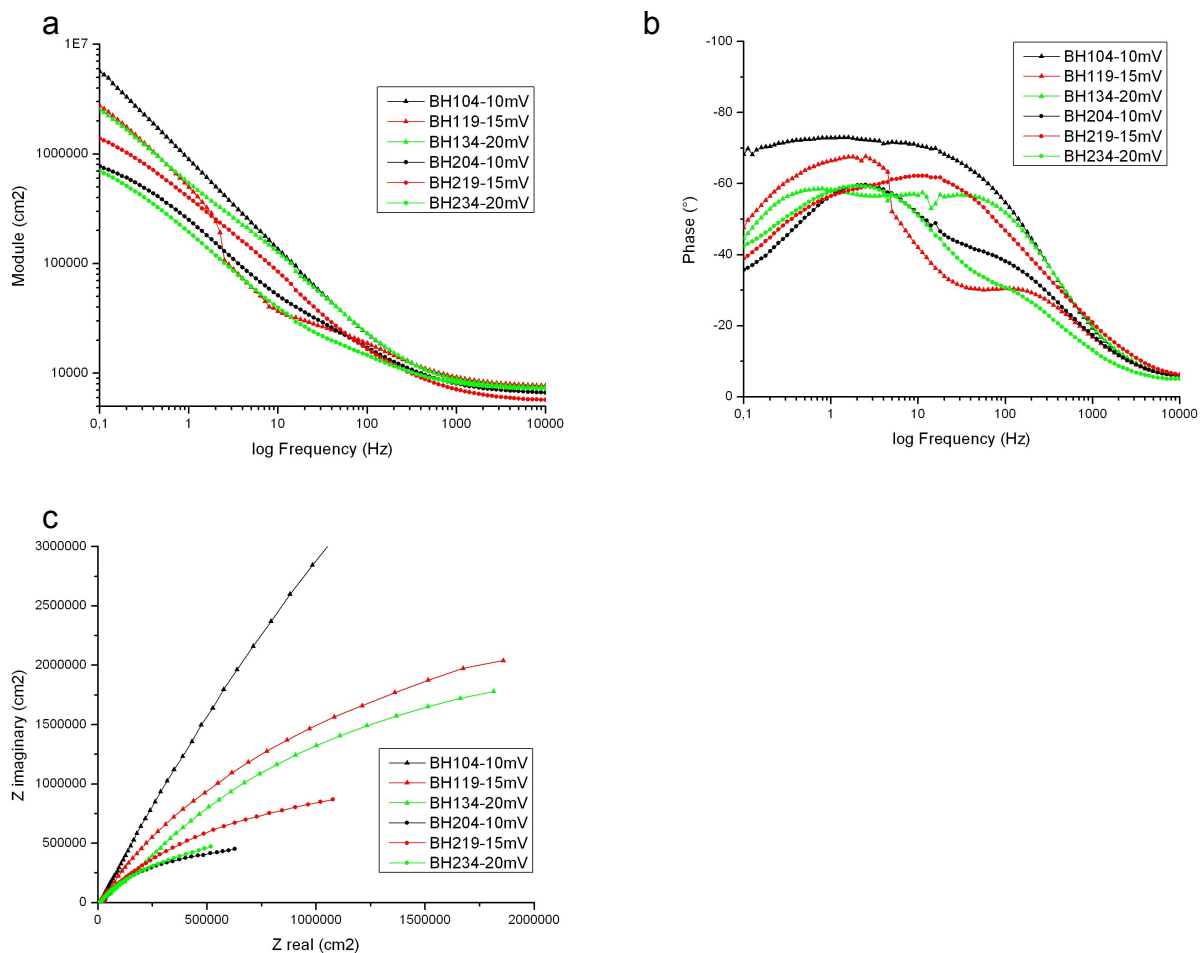 a
1E7
1000000
100000
10000
Module (cm2)
0,1 1 10 100 1000 10000
log Frequency (Hz)
BH104-10mV
BH119-15mV
BH134-20mV
BH204-10mV
BH219-15mV
BH234-20mV
b
-100
-80
-60
-40
-20
0
Phase (°)
0,1 1 10 100 1000 10000
log Frequency (Hz)
BH104-10mV
BH119-15mV
BH134-20mV
BH204-10mV
BH219-15mV
BH234-20mV
c
3000000
2500000
2000000
1500000
1000000
500000
0
Z imaginary (cm2)
0 500000 1000000 1500000 2000000
Z real (cm2)
BH104-10mV
BH119-15mV
BH134-20mV
BH204-10mV
BH219-15mV
BH234-20mV